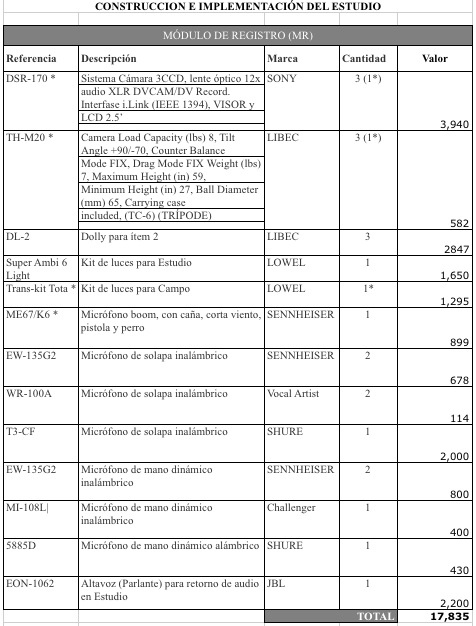 CONSTRUCCION E IMPLEMENTACIÓN DEL ESTUDIO
MÓDULO DE REGISTRO (MR)
Referencia Descripción Marca Cantidad Valor
DSR-170 * Sistema Cámara 3CCD, lente óptico 12x SONY 3 (1*)
audio XLR DVCAM/DV Record.
Interfase i.Link (IEEE 1394), VISOR y
LCD 2.5'
3,940
TH-M20 * Camera Load Capacity (lbs) 8, Tilt LIBEC 3 (1*)
Angle +90/-70, Counter Balance
Mode FIX, Drag Mode FIX Weight (lbs)
7, Maximum Height (in) 59,
Minimum Height (in) 27, Ball Diameter
(mm) 65, Carrying case
included, (TC-6) (TRÍPODE)
582
DL-2 Dolly para ítem 2 LIBEC 3
2847
Super Ambi 6 Kit de luces para Estudio LOWEL 1
Light 1,650
Trans-kit Tota * Kit de luces para Campo LOWEL 1*
1,295
ME67/K6 * Micrófono boom, con caña, corta viento, SENNHEISER 1
pistola y perro
899
EW-135G2 Micrófono de solapa inalámbrico SENNHEISER 2
678
WR-100A Micrófono de solapa inalámbrico Vocal Artist 2
114
T3-CF Micrófono de solapa inalámbrico SHURE 1
2,000
EW-135G2 Micrófono de mano dinámico SENNHEISER 2
inalámbrico
800
MI-108L| Micrófono de mano dinámico Challenger 1
inalámbrico
400
5885D Micrófono de mano dinámico alámbrico SHURE 1
430
EON-1062 Altavoz (Parlante) para retorno de audio JBL 1
en Estudio
2,200
TOTAL 17,835